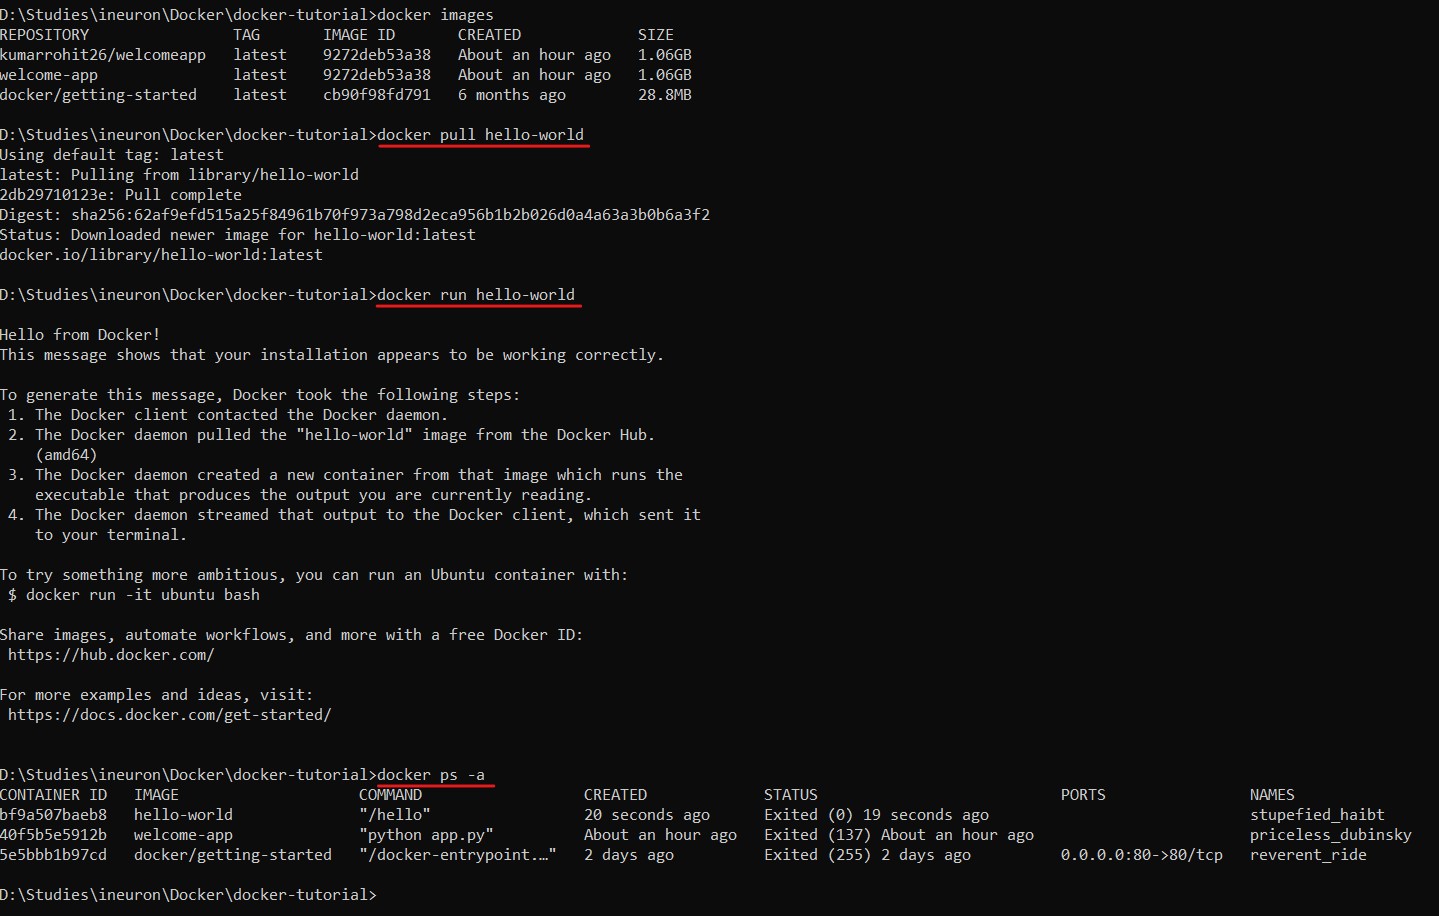 D:\Studies\ineuron\Docker\docker-tutorial>docker images
REPOSITORY                TAG       IMAGE ID       CREATED             SIZE
kumarrohit26/welcomeapp   latest    9272deb53a38   About an hour ago   1.06GB
welcome-app               latest    9272deb53a38   About an hour ago   1.06GB
docker/getting-started    latest    cb90f98fd791   6 months ago        28.8MB
D:\Studies\ineuron\Docker\docker-tutorial>docker pull hello-world
Using default tag: latest
latest: Pulling from library/hello-world
2db29710123e: Pull complete
Digest: sha256:62af9efd515a25f84961b70f973a798d2eca956b1b2b026d0a4a63a3b0b6a3f2
Status: Downloaded newer image for hello-world:latest
docker.io/library/hello-world:latest
D:\Studies\ineuron\Docker\docker-tutorial>docker run hello-world
Hello from Docker!
This message shows that your installation appears to be working correctly.
To generate this message, Docker took the following steps:
 1. The Docker client contacted the Docker daemon.
 2. The Docker daemon pulled the "hello-world" image from the Docker Hub.
    (amd64)
 3. The Docker daemon created a new container from that image which runs the
    executable that produces the output you are currently reading.
 4. The Docker daemon streamed that output to the Docker client, which sent it
    to your terminal.
To try something more ambitious, you can run an Ubuntu container with:
 $ docker run -it ubuntu bash
Share images, automate workflows, and more with a free Docker ID:
 https://hub.docker.com/
For more examples and ideas, visit:
 https://docs.docker.com/get-started/
D:\Studies\ineuron\Docker\docker-tutorial>docker ps -a
CONTAINER ID   IMAGE                    COMMAND                  CREATED             STATUS                           PORTS                NAMES
bf9a507baeb8   hello-world              "/hello"                 20 seconds ago      Exited (0) 19 seconds ago                             stupefied_haibt
40f5b5e5912b   welcome-app              "python app.py"          About an hour ago   Exited (137) About an hour ago                        priceless_dubinsky
5e5bbb1b97cd   docker/getting-started   "/docker-entrypoint.…"   2 days ago          Exited (255) 2 days ago          0.0.0.0:80->80/tcp   reverent_ride
D:\Studies\ineuron\Docker\docker-tutorial>